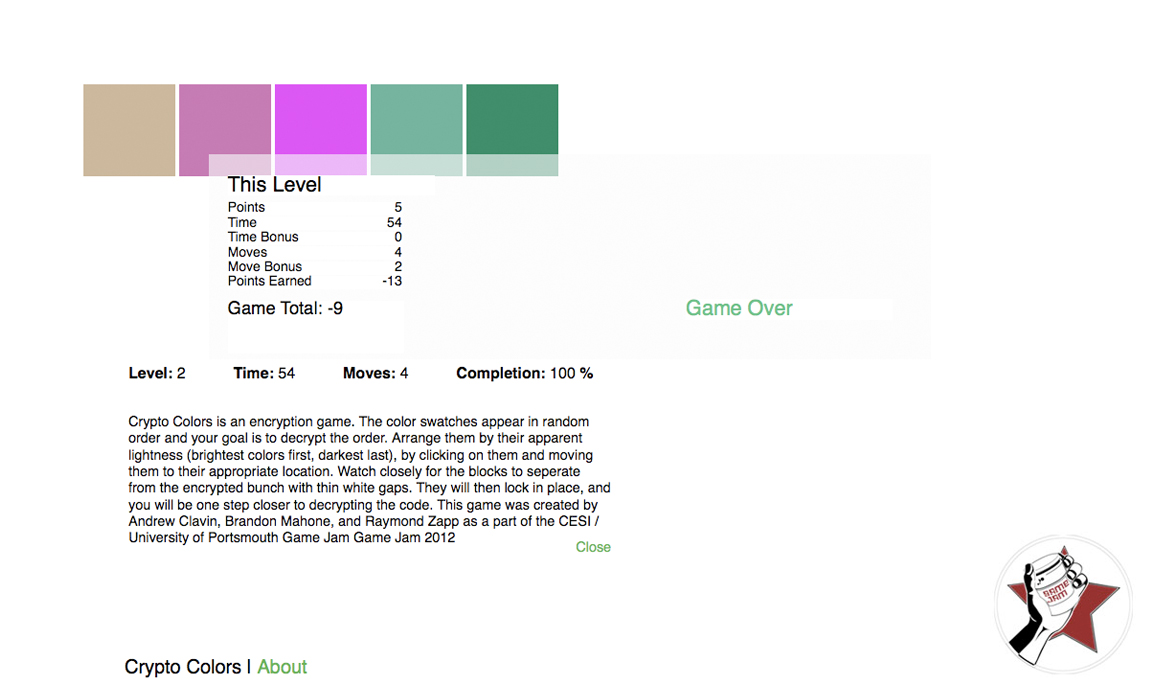 This Level
Points 5
Time 54
Time Bonus 0
Moves 4
Move Bonus 2
Points Earned -13
Game Total: -9
Game Over
Level: 2 Time: 54 Moves: 4 Completion: 100 %
Crypto Colors is an encryption game. The color swatches appear in random
order and your goal is to decrypt the order. Arrange them by their apparent
lightness (brightest colors first, darkest last), by clicking on them and moving
them to their appropriate location. Watch closely for the blocks to seperate
from the encrypted bunch with thin white gaps. They will then lock in place, and
you will be one step closer to decrypting the code. This game was created by
Andrew Clavin, Brandon Mahone, and Raymond Zapp as a part of the CESI /
University of Portsmouth Game Jam Game Jam 2012
Close
GAME
JAM
Crypto Colors | About